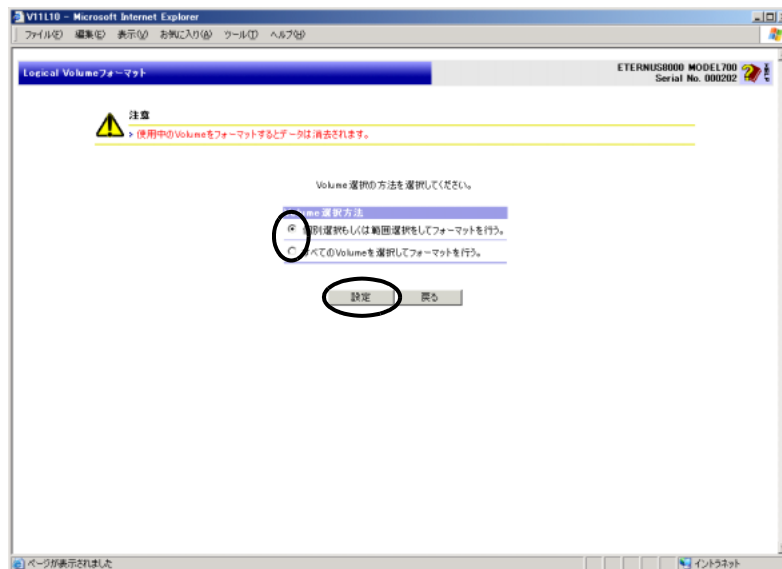 V11L10 - Microsoft Internet Explorer
ファイル(F) 編集(E) 表示(V) お気に入り(A) ツール(T) ヘルプ(H)
Logical Volumeフォーマット
ETERNUS8000 MODEL700
Serial No. 000202
注意
使用中のVolumeをフォーマットするとデータは消去されます。
Volume選択の方法を選択してください。
Volume選択方法
個別選択もしくは範囲選択をしてフォーマットを行う。
すべてのVolumeを選択してフォーマットを行う。
設定 戻る
ページが表示されました
イントラネット